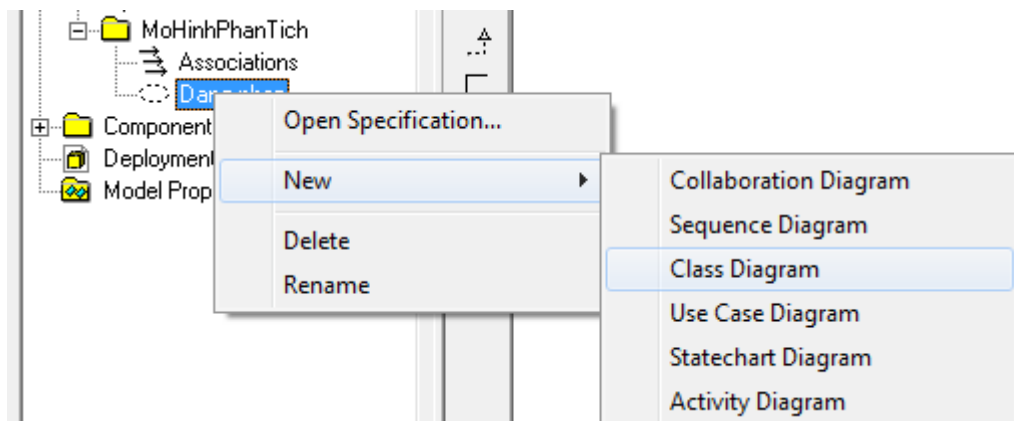 MoHinhPhanTich
Associations
Component
Deployment
Model Prop
Open Specification...
New
Delete
Rename
Collaboration Diagram
Sequence Diagram
Class Diagram
Use Case Diagram
Statechart Diagram
Activity Diagram